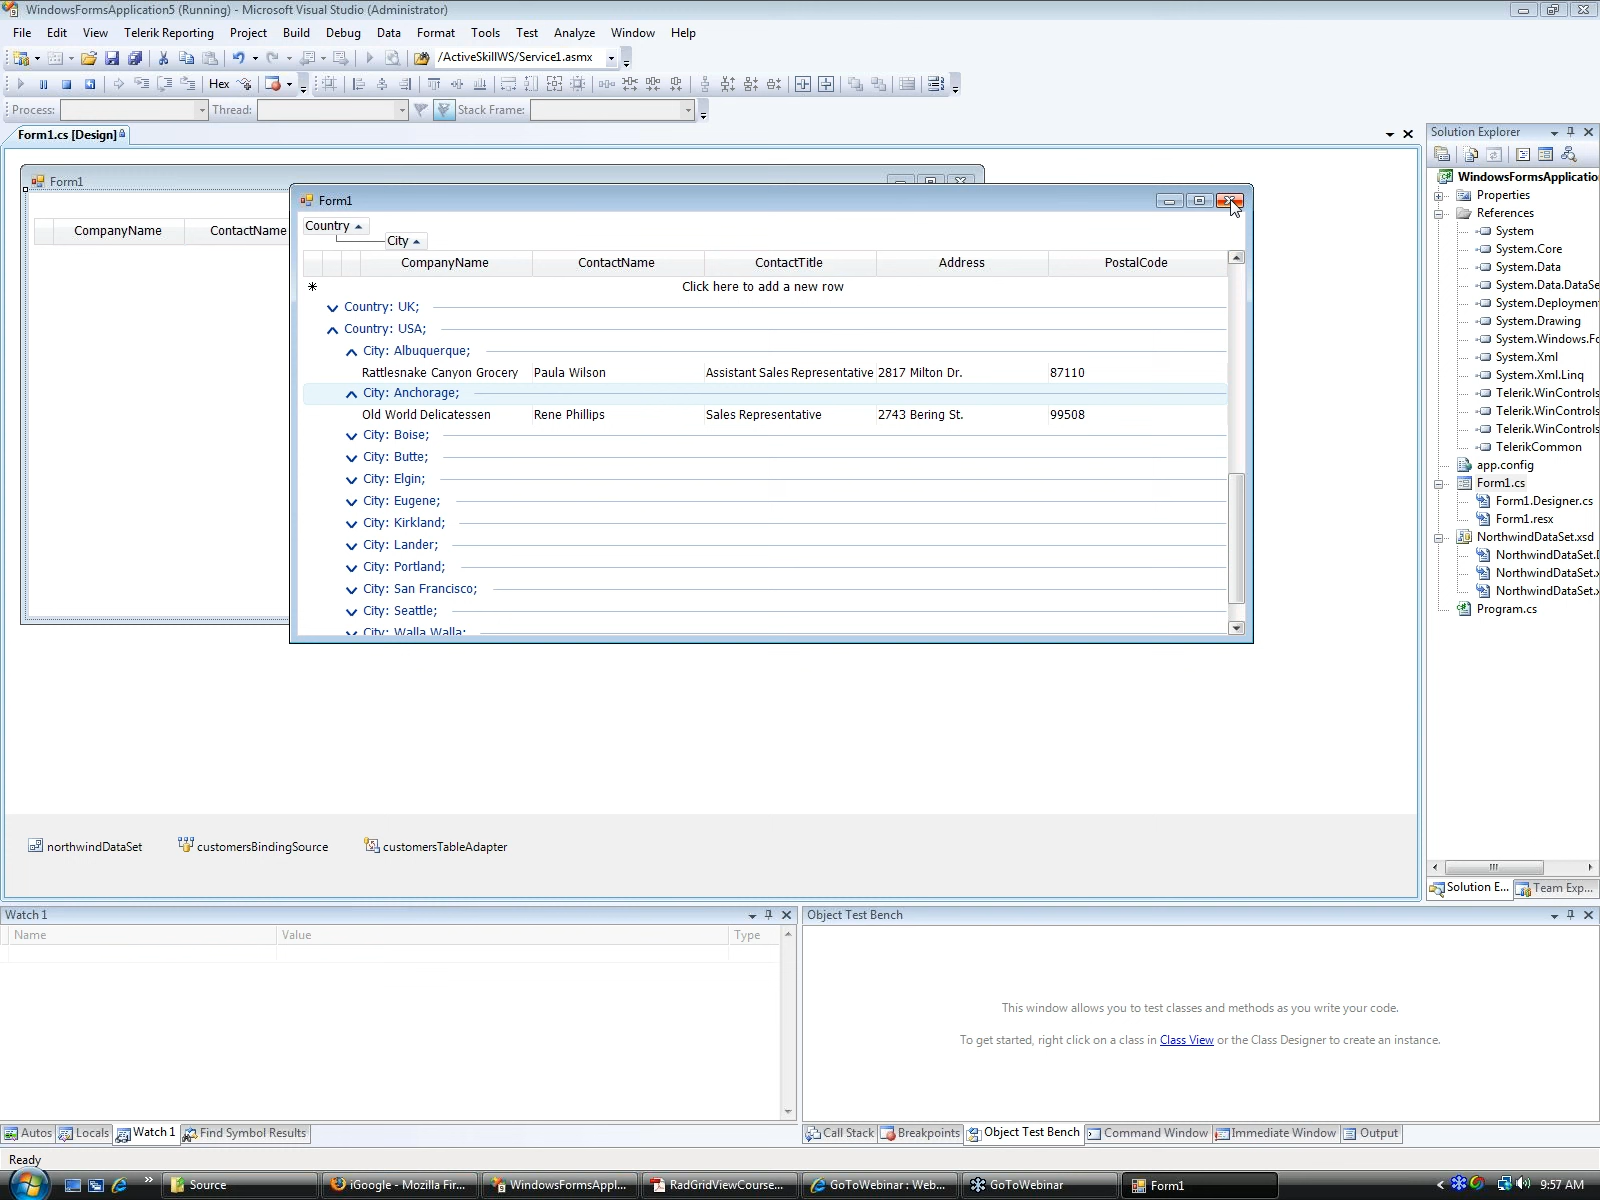 WindowsFormsApplication5 (Running) - Microsoft Visual Studio (Administrator)
File Edit View Telerik Reporting Project Build Debug Data Format Tools Test Analyze Window Help
/ActiveSkillWS/Service1.asmx
Hex
Process: Thread: Stack Frame:
Form1.cs [Design]
Form1
CompanyName ContactName
Form1
Country
City
CompanyName ContactName ContactTitle Address PostalCode
Click here to add a new row
Country: UK;
Country: USA;
City: Albuquerque;
Rattlesnake Canyon Grocery Paula Wilson Assistant Sales Representative 2817 Milton Dr. 87110
City: Anchorage;
Old World Delicatessen Rene Phillips Sales Representative 2743 Bering St. 99508
City: Boise;
City: Butte;
City: Elgin;
City: Eugene;
City: Kirkland;
City: Lander;
City: Portland;
City: San Francisco;
City: Seattle;
City: Walla Walla;
northwindDataSet customersBindingSource customersTableAdapter
Solution Explorer
WindowsFormsApplicatio
Properties
References
System
System.Core
System.Data
System.Data.DataSe
System.Deploymen
System.Drawing
System.Windows.Fo
System.Xml
System.Xml.Linq
Telerik.WinControls
Telerik.WinControls
Telerik.WinControls
TelerikCommon
app.config
Form1.cs
Form1.Designer.cs
Form1.resx
NorthwindDataSet.xsd
NorthwindDataSet.D
NorthwindDataSet.x
NorthwindDataSet.x
Program.cs
Solution E... Team Exp...
Watch 1
Name Value Type
Object Test Bench
This window allows you to test classes and methods as you write your code.
To get started, right click on a class in Class View or the Class Designer to create an instance.
Autos Locals Watch 1 Find Symbol Results
Call Stack Breakpoints Object Test Bench Command Window Immediate Window Output
Ready
Source iGoogle - Mozilla Fir... WindowsFormsAppl... RadGridViewCourse... GoToWebinar : Web... GoToWebinar Form1 9:57 AM